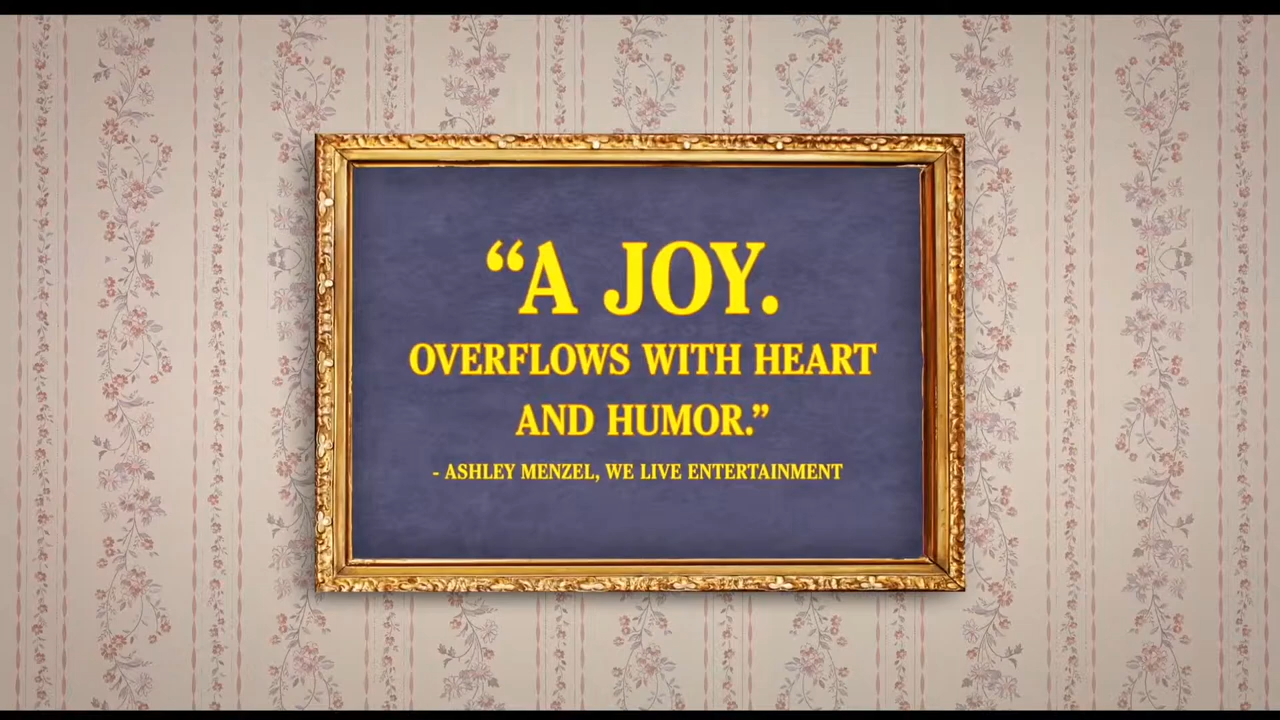 “A JOY.
OVERFLOWS WITH HEART
AND HUMOR.”
- ASHLEY MENZEL, WE LIVE ENTERTAINMENT